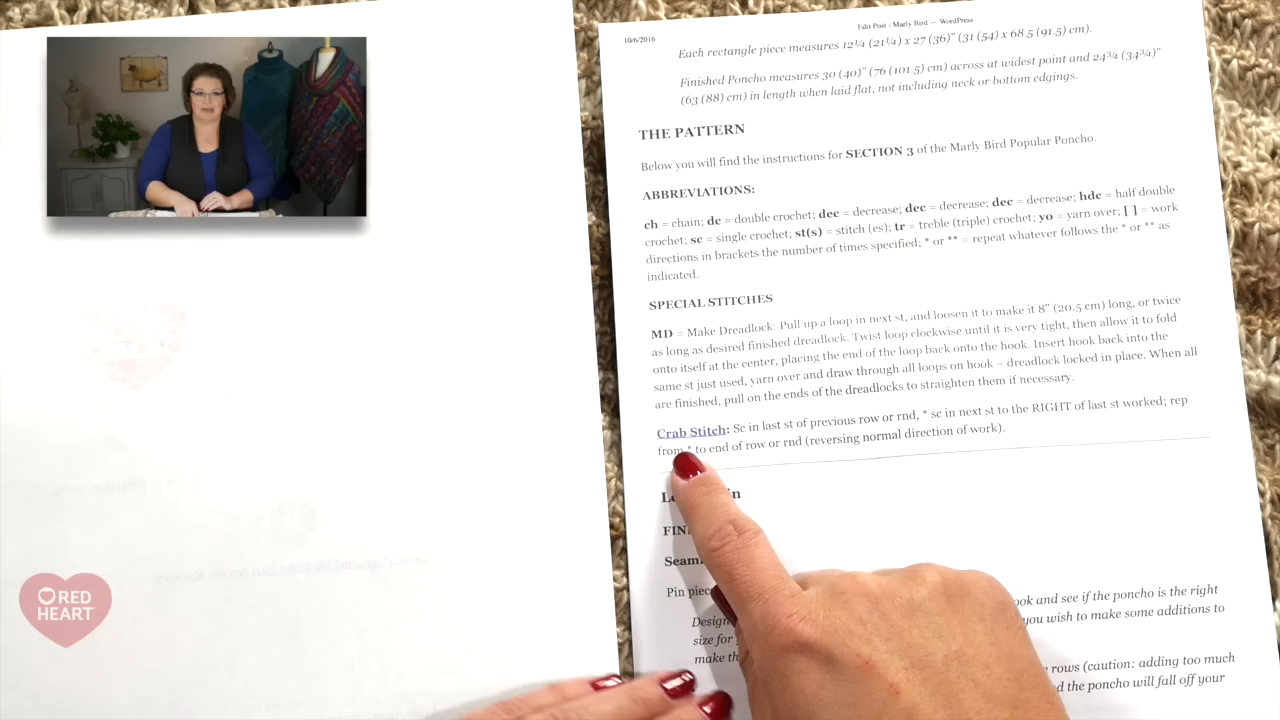 10/6/2016
Edit Post ‹ Marly Bird — WordPress
Each rectangle piece measures 12¼ (21¼) x 27 (36)" (31 (54) x 68.5 (91.5) cm).
Finished Poncho measures 30 (40)" (76 (101.5) cm) across at widest point and 24¾ (34¾)"
(63 (88) cm) in length when laid flat, not including neck or bottom edgings.
THE PATTERN
Below you will find the instructions for SECTION 3 of the Marly Bird Popular Poncho.
ABBREVIATIONS:
ch = chain; dc = double crochet; dec = decrease; dec = decrease; dec = decrease; hdc = half double
crochet; sc = single crochet; st(s) = stitch (es); tr = treble (triple) crochet; yo = yarn over; [ ] = work
directions in brackets the number of times specified; * or ** = repeat whatever follows the * or ** as
indicated.
SPECIAL STITCHES
MD = Make Dreadlock: Pull up a loop in next st, and loosen it to make it 8" (20.5 cm) long, or twice
as long as desired finished dreadlock. Twist loop clockwise until it is very tight, then allow it to fold
onto itself at the center, placing the end of the loop back onto the hook. Insert hook back into the
same st just used, yarn over and draw through all loops on hook – dreadlock locked in place. When all
are finished, pull on the ends of the dreadlocks to straighten them if necessary.
Crab Stitch: Sc in last st of previous row or rnd, * sc in next st to the RIGHT of last st worked; rep
from * to end of row or rnd (reversing normal direction of work).
Pin ook and see if the poncho is the right
Design you wish to make some additions to
size for
make rows (caution: adding too much
the poncho will fall off your
RED
HEART